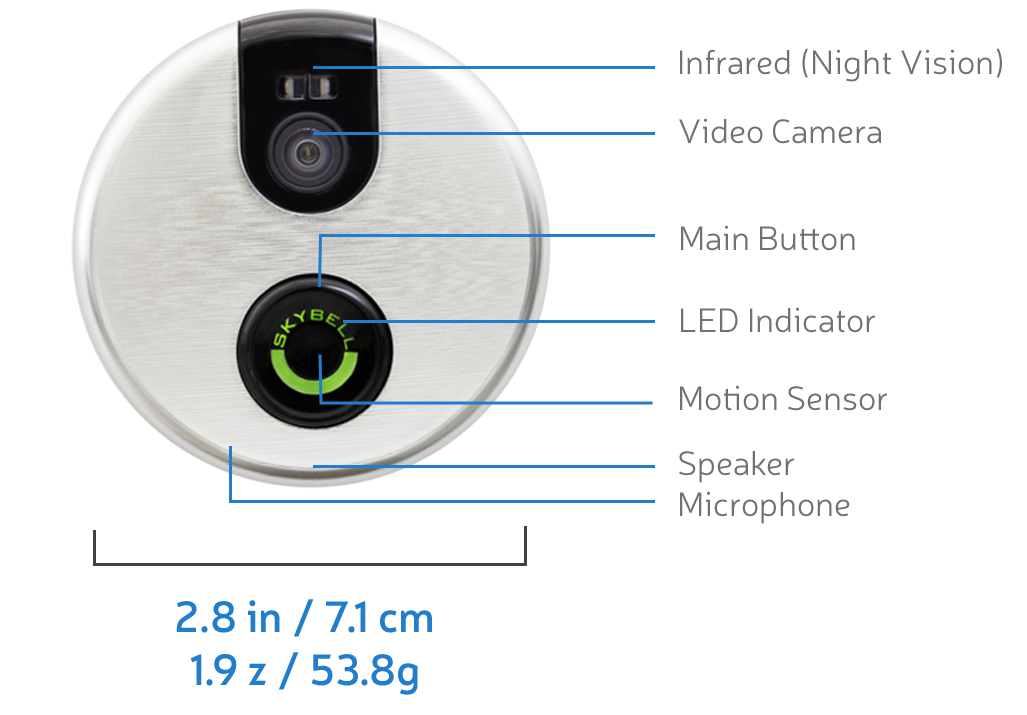 Infrared (Night Vision)
Video Camera
Main Button
SKYBELL
LED Indicator
Motion Sensor
Speaker
Microphone
2.8 in / 7.1 cm
1.9 z / 53.8g